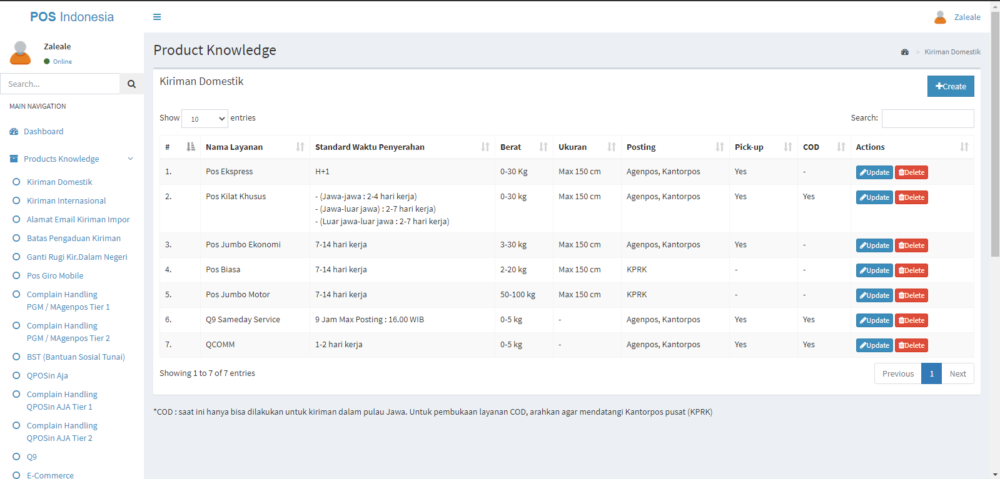 POS Indonesia
Zaleale
Zaleale
Online
Search...
MAIN NAVIGATION
Dashboard
Products Knowledge
Kiriman Domestik
Kiriman Internasional
Alamat Email Kiriman Impor
Batas Pengaduan Kiriman
Ganti Rugi Kir.Dalam Negeri
Pos Giro Mobile
Complain Handling
PGM / MAgenpos Tier 1
Complain Handling
PGM / MAgenpos Tier 2
BST (Bantuan Sosial Tunai)
QPOSin Aja
Complain Handling
QPOSin AJA Tier 1
Complain Handling
QPOSin AJA Tier 2
Q9
E-Commerce
Product Knowledge
> Kiriman Domestik
Kiriman Domestik
Create
Show 10 entries
Search:
# Nama Layanan Standard Waktu Penyerahan Berat Ukuran Posting Pick-up COD Actions
1. Pos Ekspress H+1 0-30 Kg Max 150 cm Agenpos, Kantorpos Yes - Update Delete
2. Pos Kilat Khusus - (Jawa-jawa : 2-4 hari kerja) 0-30 kg Max 150 cm Agenpos, Kantorpos Yes Yes Update Delete
- (Jawa-luar jawa) : 2-7 hari kerja)
- (Luar jawa-luar jawa : 2-7 hari kerja)
3. Pos Jumbo Ekonomi 7-14 hari kerja 3-30 kg Max 150 cm Agenpos, Kantorpos Yes - Update Delete
4. Pos Biasa 7-14 hari kerja 2-20 kg Max 150 cm KPRK - - Update Delete
5. Pos Jumbo Motor 7-14 hari kerja 50-100 kg Max 150 cm KPRK - - Update Delete
6. Q9 Sameday Service 9 Jam Max Posting : 16.00 WIB 0-5 kg - Agenpos, Kantorpos Yes Yes Update Delete
7. QCOMM 1-2 hari kerja 0-5 kg - Agenpos, Kantorpos Yes Yes Update Delete
Showing 1 to 7 of 7 entries
Previous 1 Next
*COD : saat ini hanya bisa dilakukan untuk kiriman dalam pulau Jawa. Untuk pembukaan layanan COD, arahkan agar mendatangi Kantorpos pusat (KPRK)